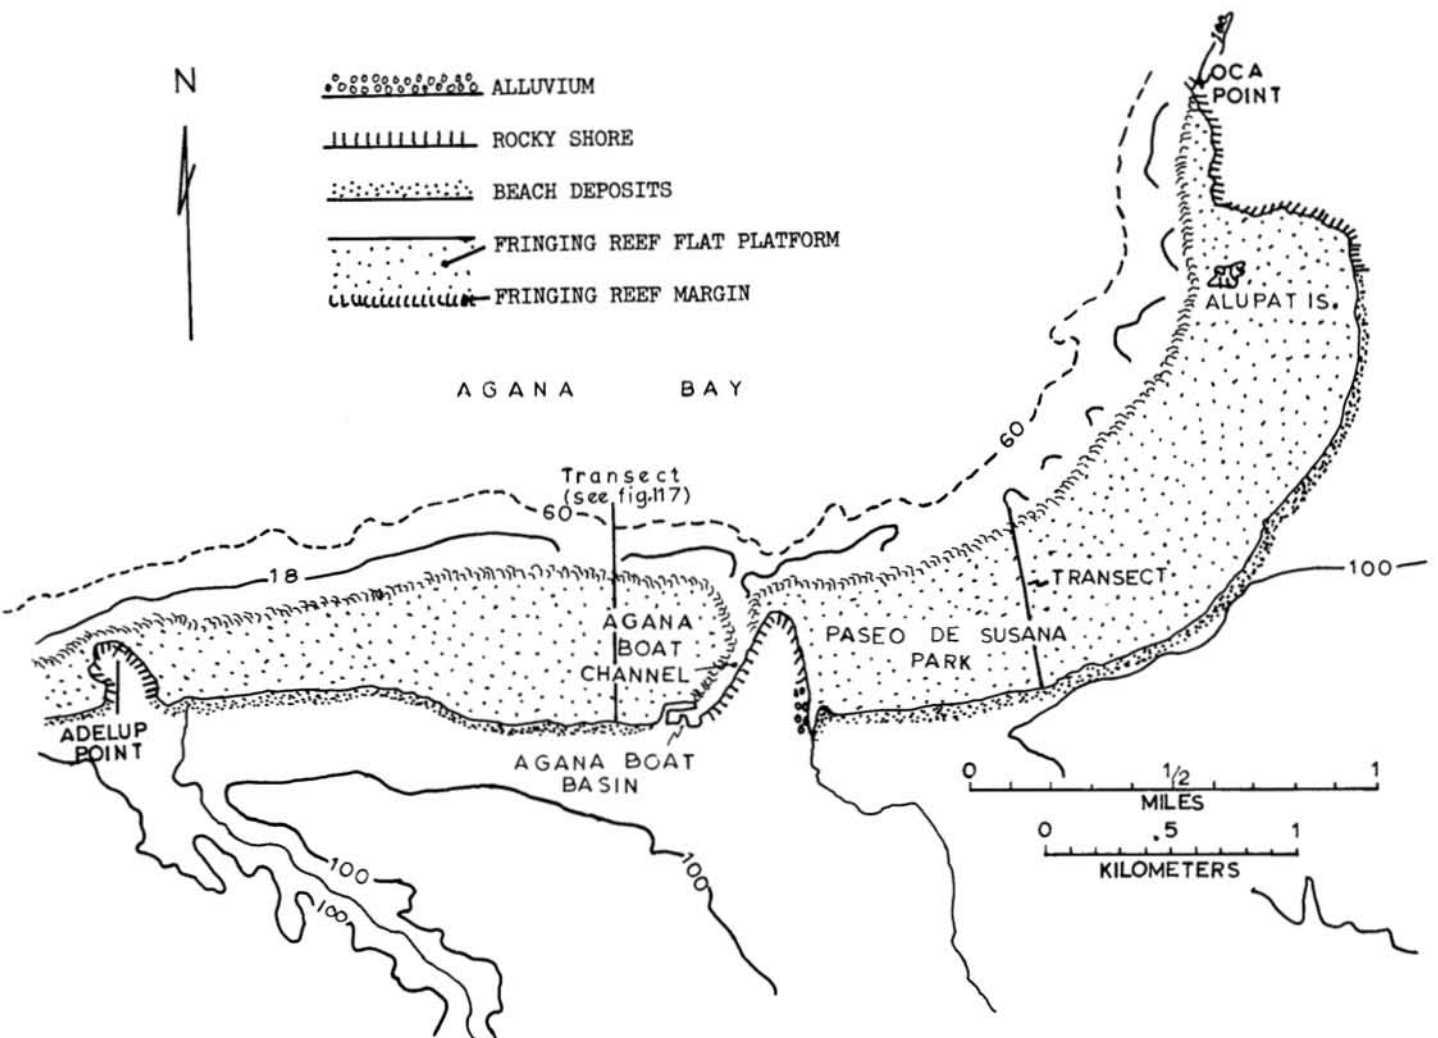 N
ALLUVIUM
ROCKY SHORE
BEACH DEPOSITS
FRINGING REEF FLAT PLATFORM
FRINGING REEF MARGIN
OCA
POINT
ALUPAT IS.
AGANA BAY
60
Transect
(see fig.117)
60
18
100
TRANSECT
AGANA
BOAT
CHANNEL
PASEO DE SUSANA
PARK
ADELUP
POINT
AGANA BOAT
BASIN
0 1/2 1
MILES
0 .5 1
KILOMETERS
100
100
100